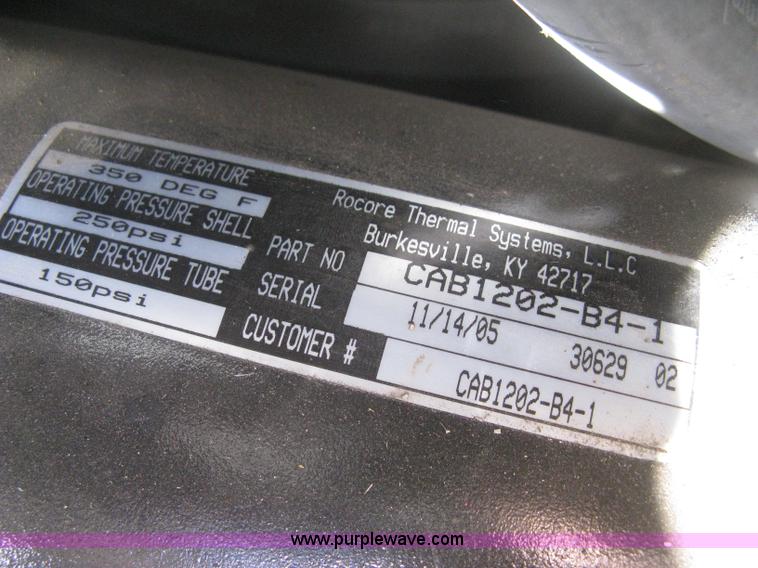 MAXIMUM TEMPERATURE
350 DEG F
OPERATING PRESSURE SHELL
250psi
OPERATING PRESSURE TUBE
150psi
Rocore Thermal Systems, L.L.C
Burkesville, KY 42717
PART NO CAB1202-B4-1
SERIAL 11/14/05 30629 02
CUSTOMER # CAB1202-B4-1
www.purplewave.com